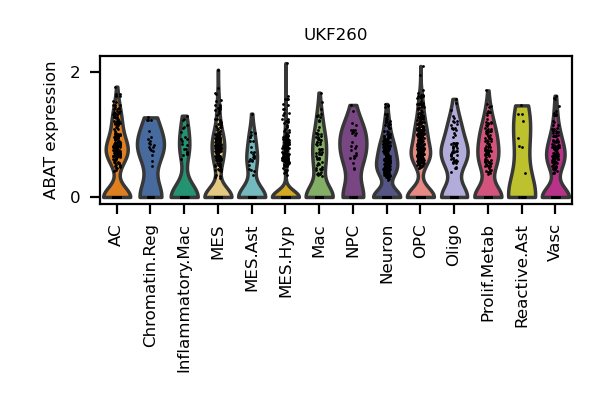 UKF260
ABAT expression
2
0
AC
Chromatin.Reg
Inflammatory.Mac
MES
MES.Ast
MES.Hyp
Mac
NPC
Neuron
OPC
Oligo
Prolif.Metab
Reactive.Ast
Vasc